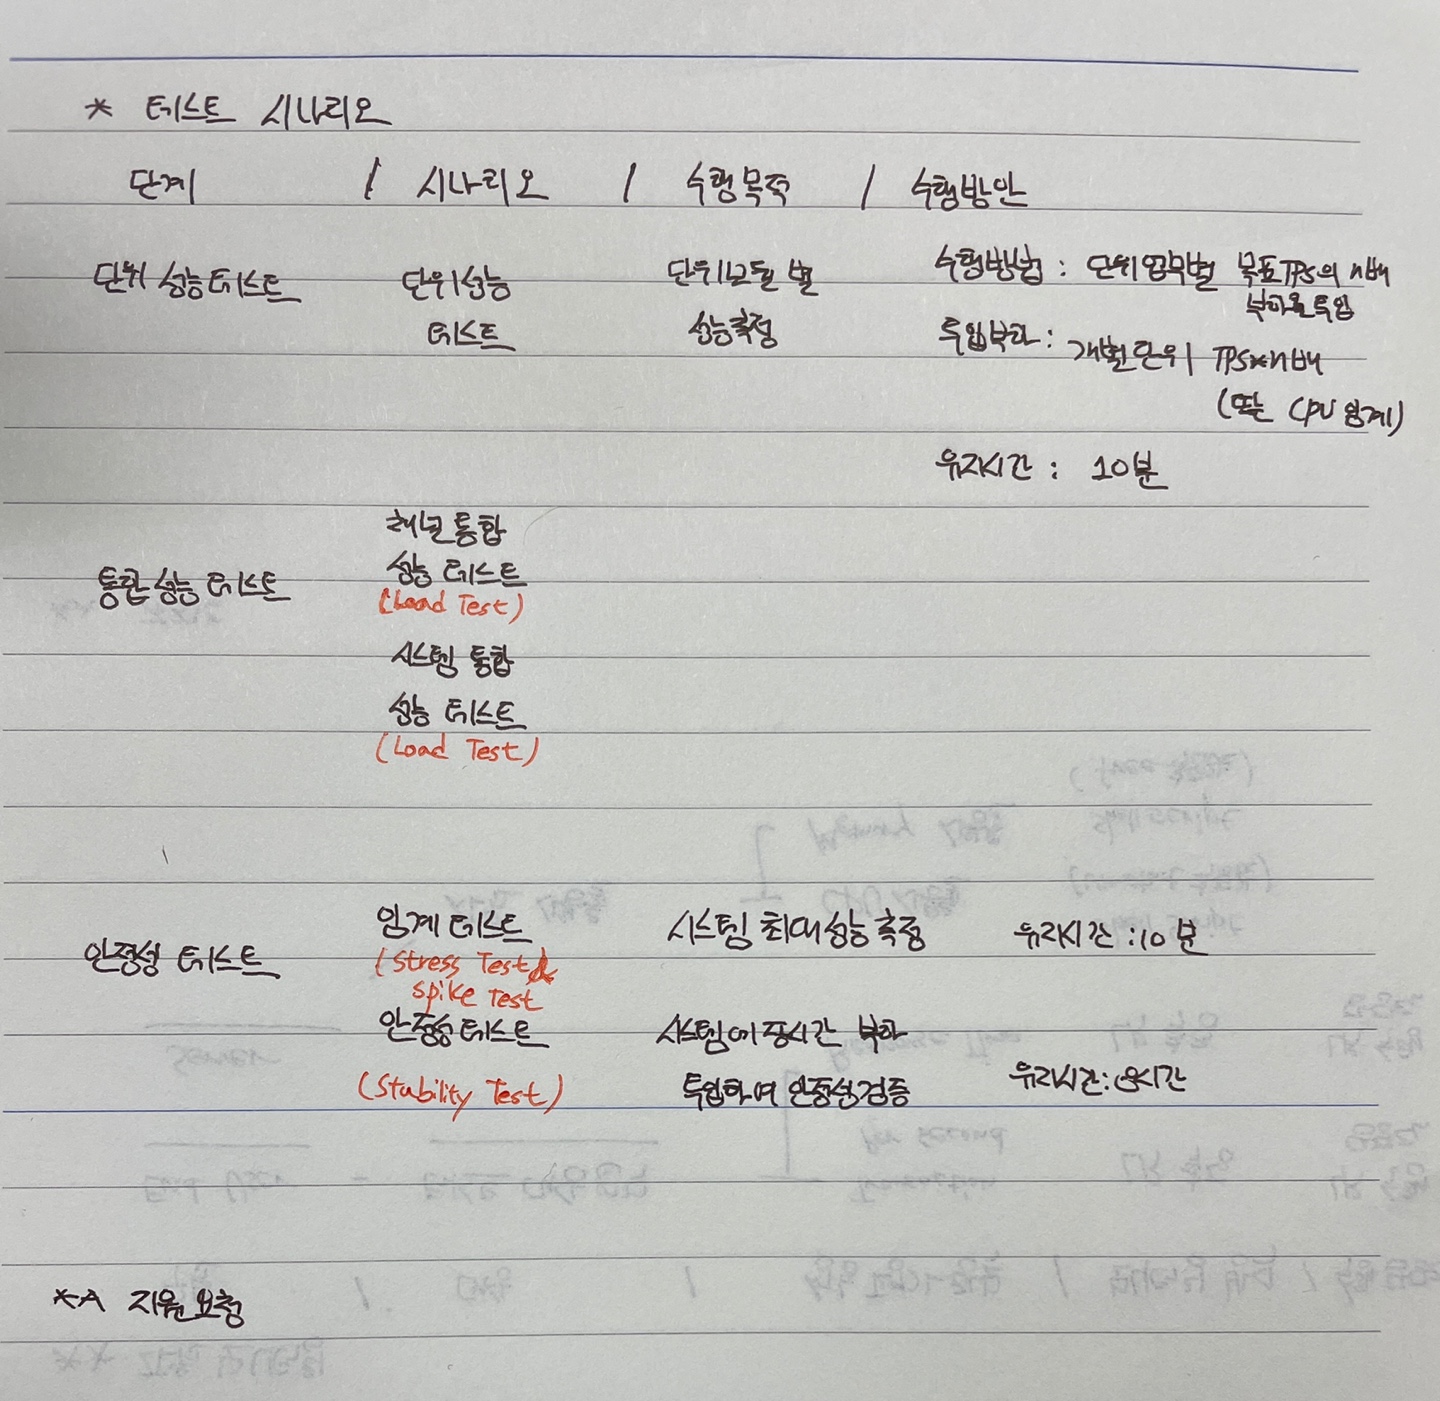 * 테스트 시나리오
단계 / 시나리오 / 수행목적 / 수행방안
단위 성능테스트 단위성능 단위모듈 별 수행방법 : 단위업무별 목표TPS의 n배
부하를투입
테스트 성능측정 투입부하 : 개별단위 TPS*n배
(또는 CPU 임계)
유지시간 : 10분
채널통합
통합성능테스트 성능 테스트
(Load Test)
시스템 통합
성능 테스트
(Load Test)
임계 테스트 시스템 최대성능측정 유지시간 : 10분
안정성 테스트 (Stress Test &
spike Test
안정성테스트 시스템에장시간 부하
(Stability Test) 투입하여 안정성검증 유지시간: 8시간
*A 지원요청